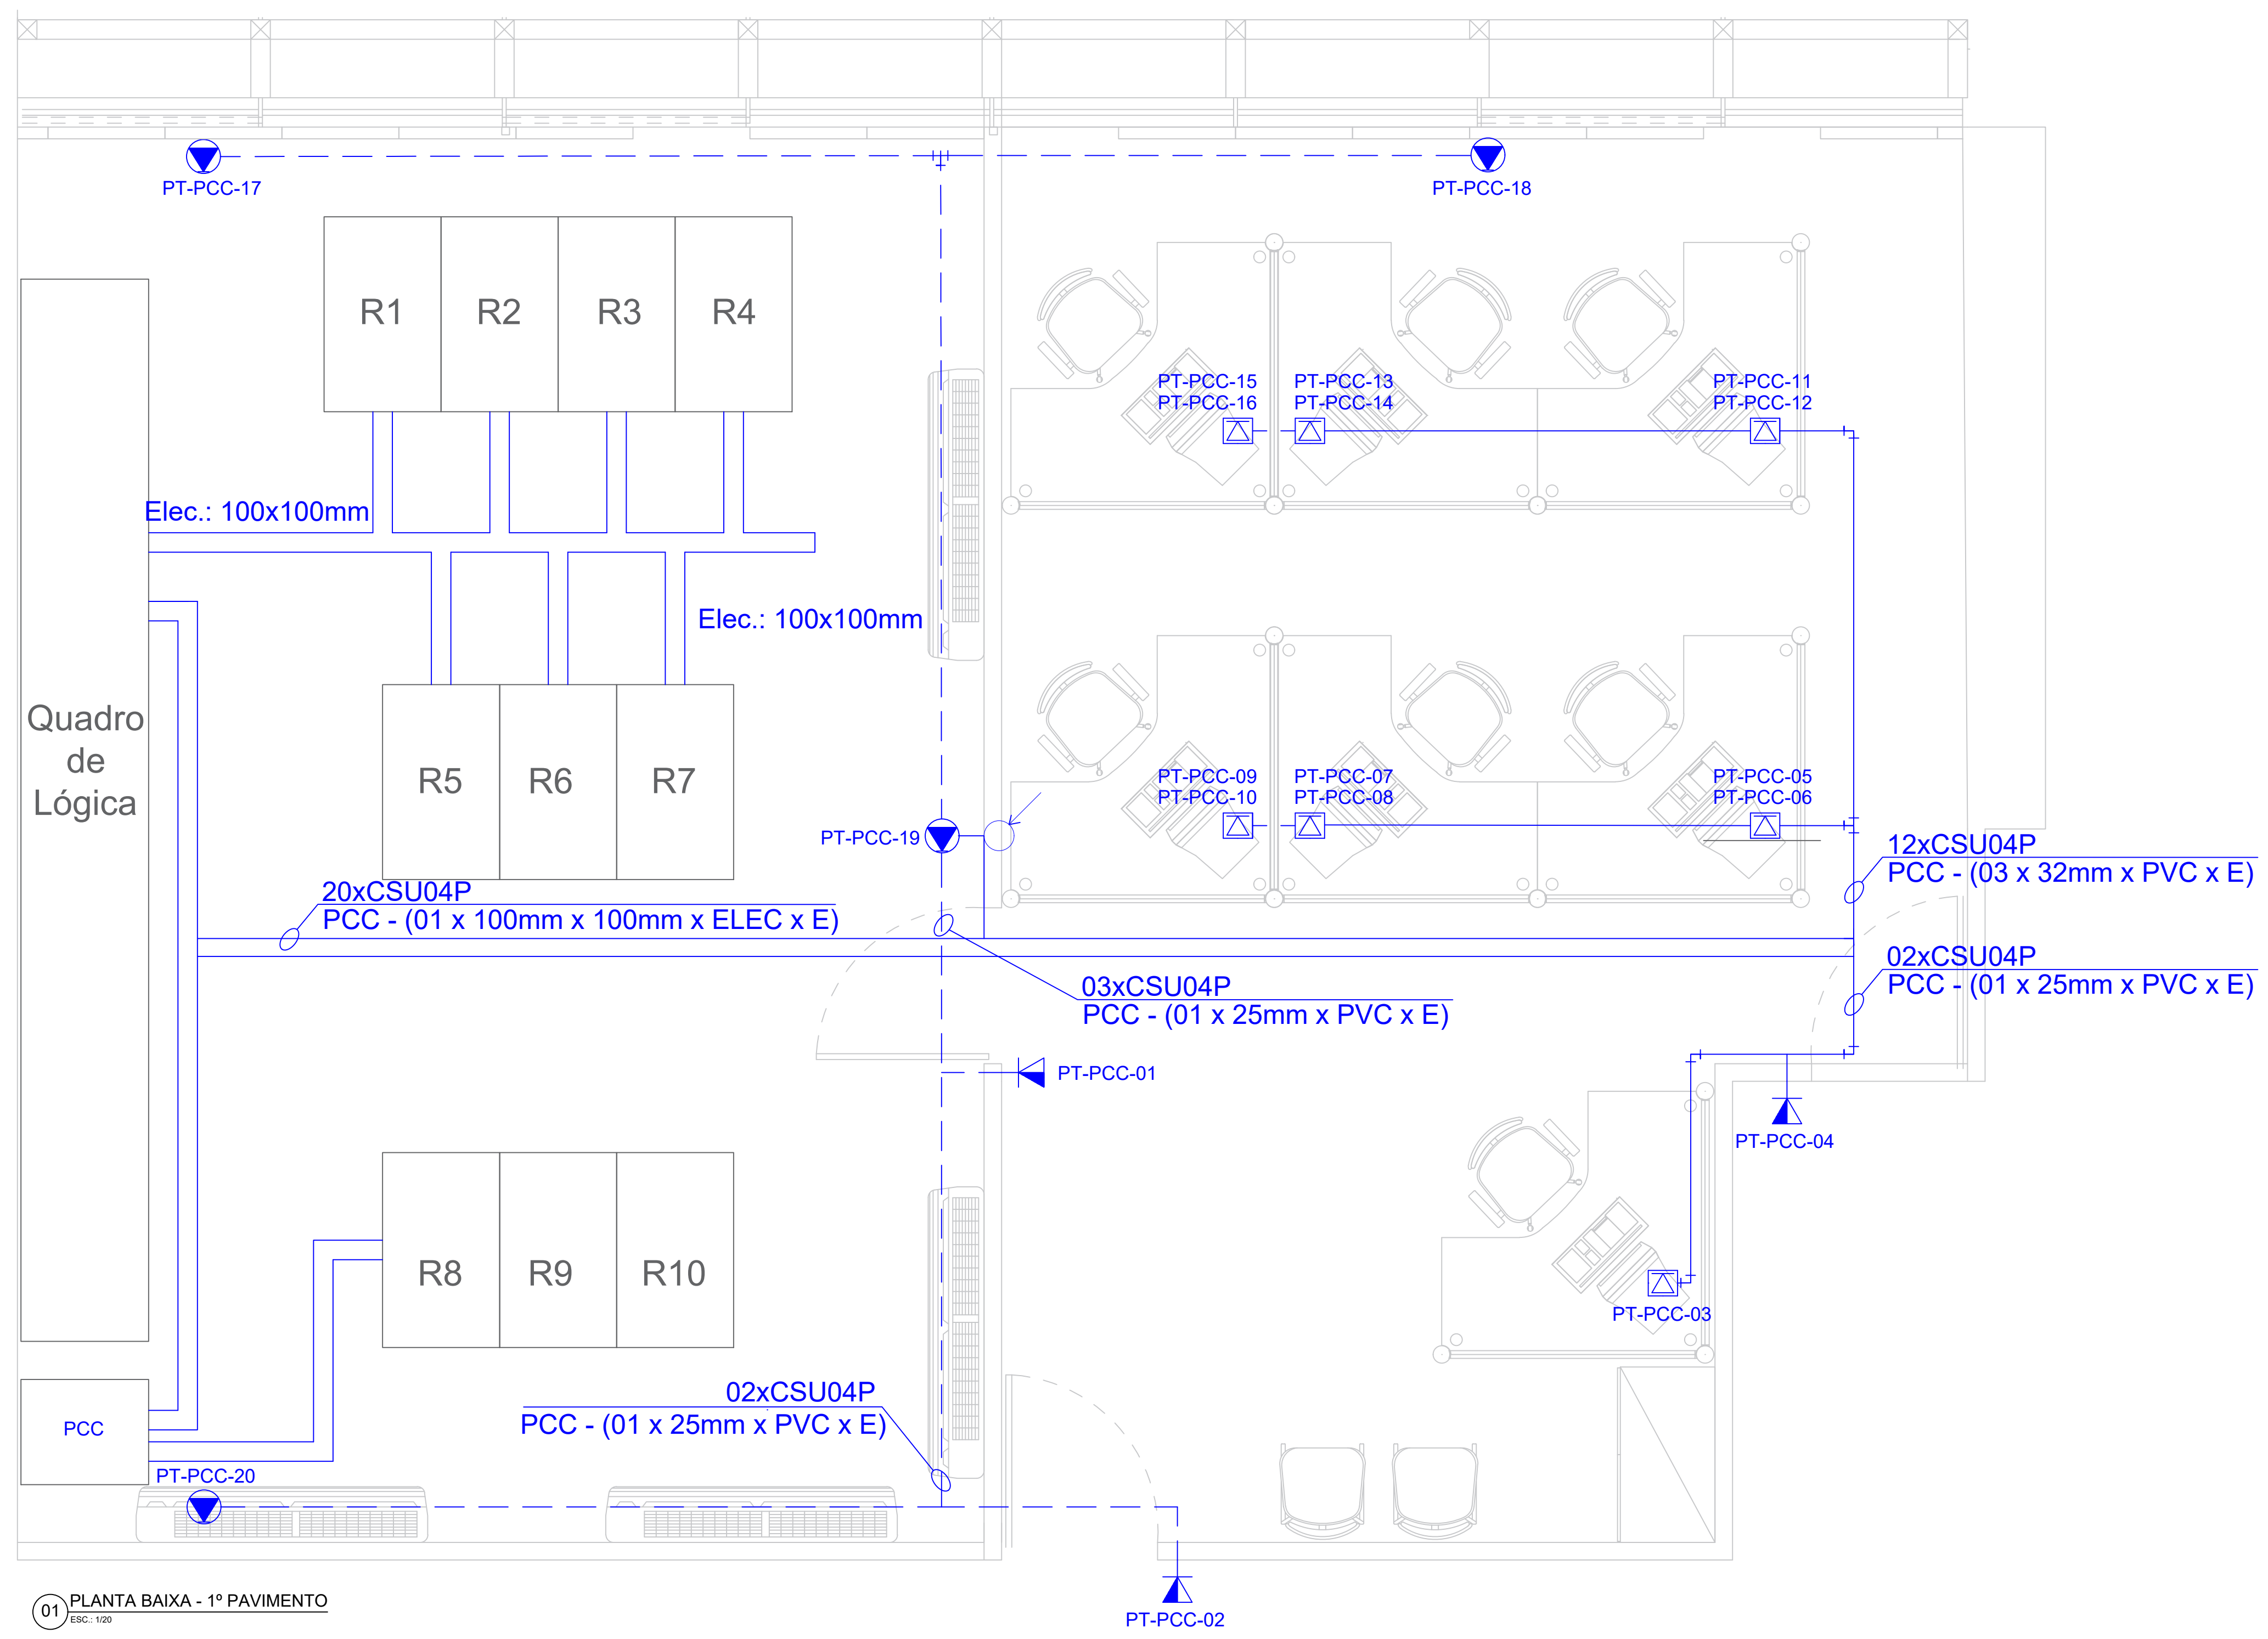 PT-PCC-17
PT-PCC-18
R1
R2
R3
R4
PT-PCC-15
PT-PCC-16
PT-PCC-13
PT-PCC-14
PT-PCC-11
PT-PCC-12
Elec.: 100x100mm
Elec.: 100x100mm
Quadro
de
Lógica
R5
R6
R7
PT-PCC-09
PT-PCC-10
PT-PCC-07
PT-PCC-08
PT-PCC-05
PT-PCC-06
PT-PCC-19
12xCSU04P
PCC - (03 x 32mm x PVC x E)
20xCSU04P
PCC - (01 x 100mm x 100mm x ELEC x E)
02xCSU04P
PCC - (01 x 25mm x PVC x E)
03xCSU04P
PCC - (01 x 25mm x PVC x E)
PT-PCC-01
PT-PCC-04
R8
R9
R10
PT-PCC-03
02xCSU04P
PCC - (01 x 25mm x PVC x E)
PCC
PT-PCC-20
PT-PCC-02
01
PLANTA BAIXA - 1º PAVIMENTO
ESC.: 1/20